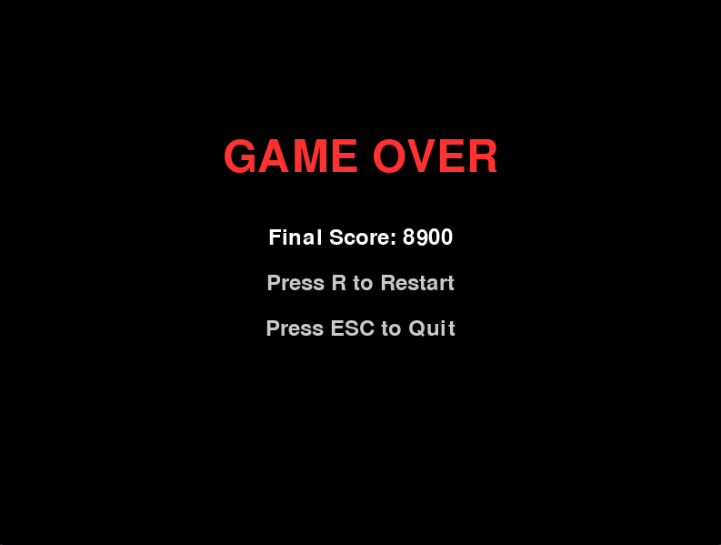 GAME OVER
Final Score: 8900
Press R to Restart
Press ESC to Quit